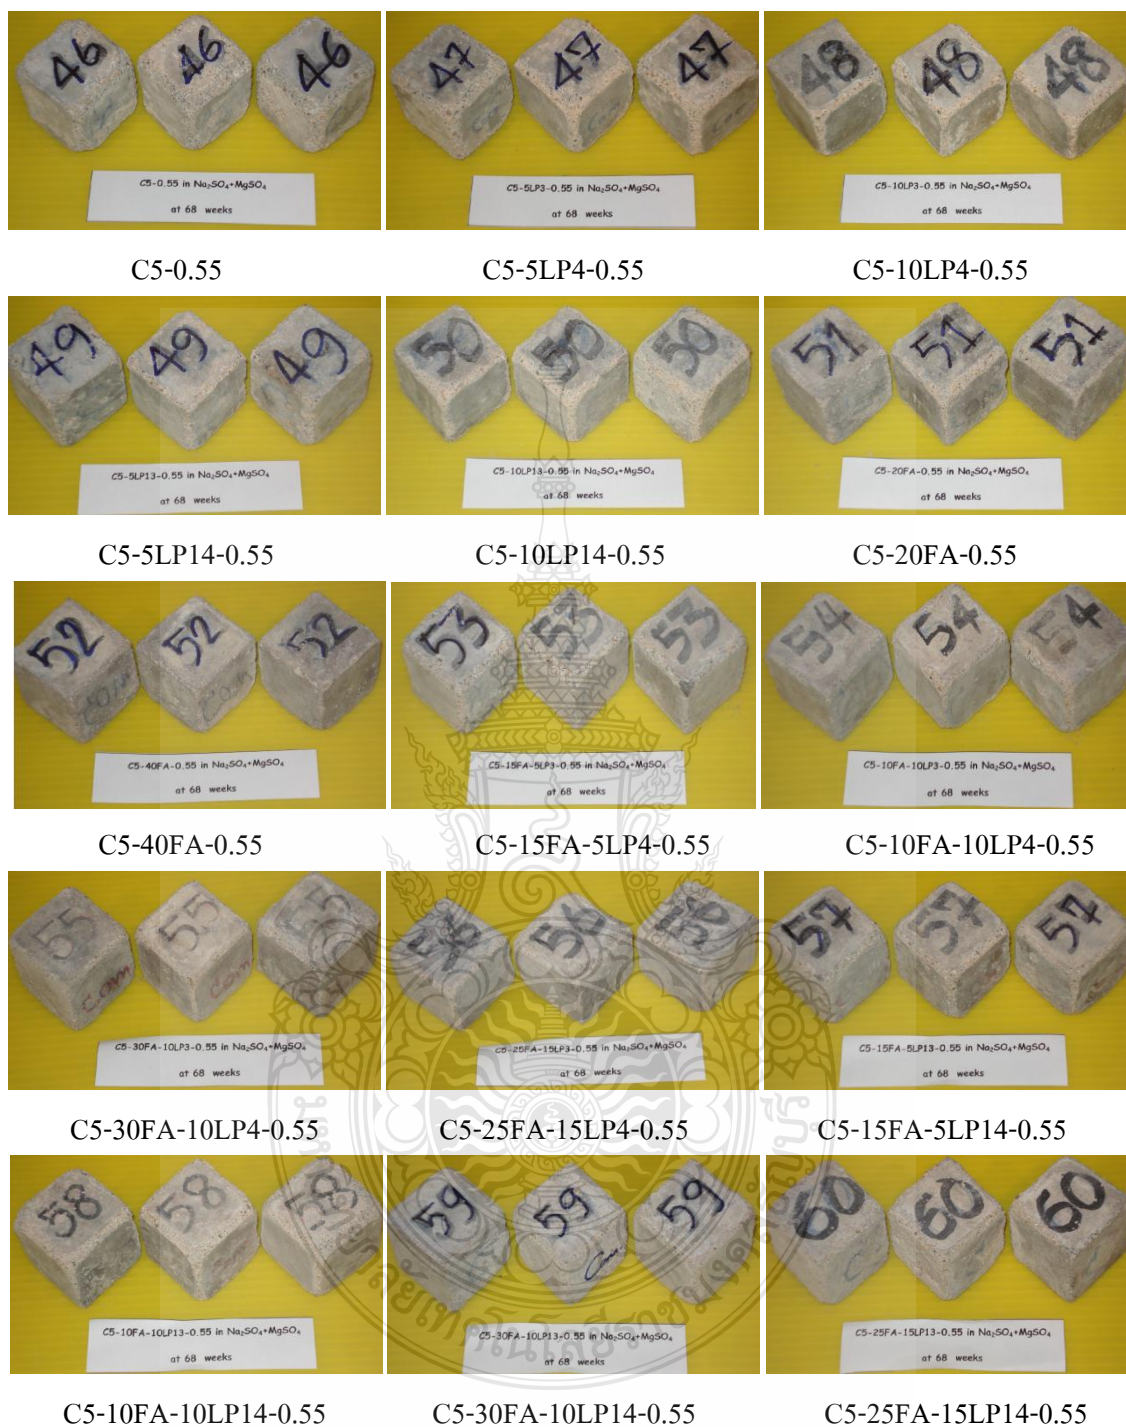 46 46 46
C5-0.55 in Na₂SO₄+MgSO₄
at 68 weeks
C5-0.55
47 47 47
C5-5LP3-0.55 in Na₂SO₄+MgSO₄
at 68 weeks
C5-5LP4-0.55
48 48 48
C5-10LP3-0.55 in Na₂SO₄+MgSO₄
at 68 weeks
C5-10LP4-0.55
49 49 49
C5-5LP13-0.55 in Na₂SO₄+MgSO₄
at 68 weeks
C5-5LP14-0.55
50 50 50
C5-10LP13-0.55 in Na₂SO₄+MgSO₄
at 68 weeks
C5-10LP14-0.55
51 51 51
C5-20FA-0.55 in Na₂SO₄+MgSO₄
at 68 weeks
C5-20FA-0.55
52 52 52
C5-40FA-0.55 in Na₂SO₄+MgSO₄
at 68 weeks
C5-40FA-0.55
53 53 53
C5-15FA-5LP3-0.55 in Na₂SO₄+MgSO₄
at 68 weeks
C5-15FA-5LP4-0.55
54 54 54
C5-10FA-10LP3-0.55 in Na₂SO₄+MgSO₄
at 68 weeks
C5-10FA-10LP4-0.55
55 55 55
Com Com
C5-30FA-10LP3-0.55 in Na₂SO₄+MgSO₄
at 68 weeks
C5-30FA-10LP4-0.55
56 56 56
C5-25FA-15LP3-0.55 in Na₂SO₄+MgSO₄
at 68 weeks
C5-25FA-15LP4-0.55
57 57 57
C5-15FA-5LP13-0.55 in Na₂SO₄+MgSO₄
at 68 weeks
C5-15FA-5LP14-0.55
58 58 58
C5-10FA-10LP13-0.55 in Na₂SO₄+MgSO₄
at 68 weeks
C5-10FA-10LP14-0.55
59 59 59
C5-30FA-10LP13-0.55 in Na₂SO₄+MgSO₄
at 68 weeks
C5-30FA-10LP14-0.55
60 60 60
C5-25FA-15LP13-0.55 in Na₂SO₄+MgSO₄
at 68 weeks
C5-25FA-15LP14-0.55